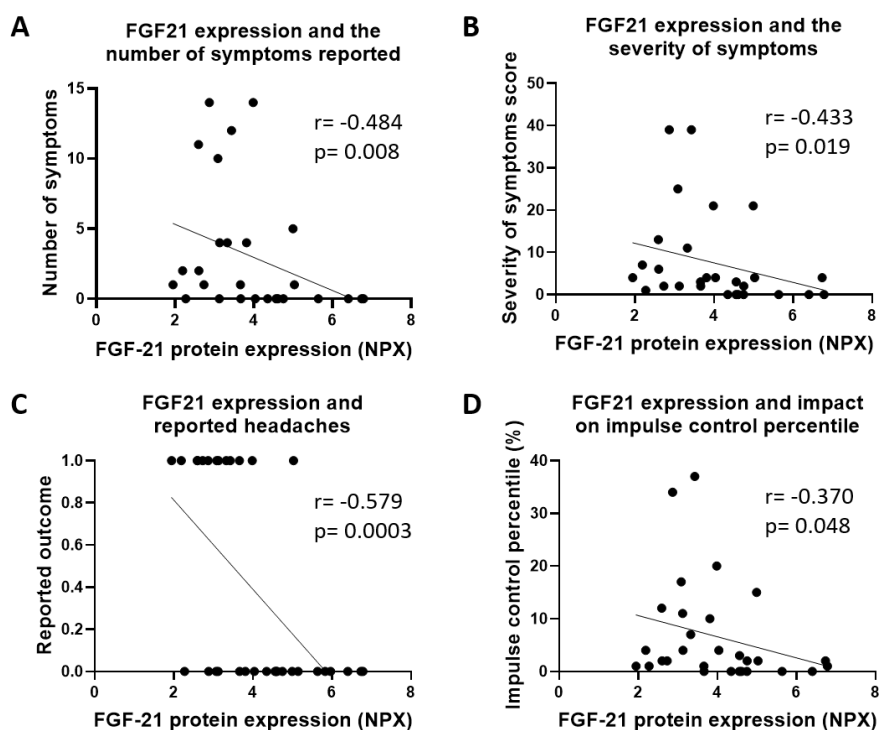 A
FGF21 expression and the
number of symptoms reported
15
10
5
0
0
2
4
6
8
Number of symptoms
FGF-21 protein expression (NPX)
r= -0.484
p= 0.008
B
FGF21 expression and the
severity of symptoms
50
40
30
20
10
0
0
2
4
6
8
Severity of symptoms score
FGF-21 protein expression (NPX)
r= -0.433
p= 0.019
C
FGF21 expression and
reported headaches
1.0
0.8
0.6
0.4
0.2
0.0
0
2
4
6
8
Reported outcome
FGF-21 protein expression (NPX)
r= -0.579
p= 0.0003
D
FGF21 expression and impact
on impulse control percentile
40
30
20
10
0
0
2
4
6
8
Impulse control percentile (%)
FGF-21 protein expression (NPX)
r= -0.370
p= 0.048